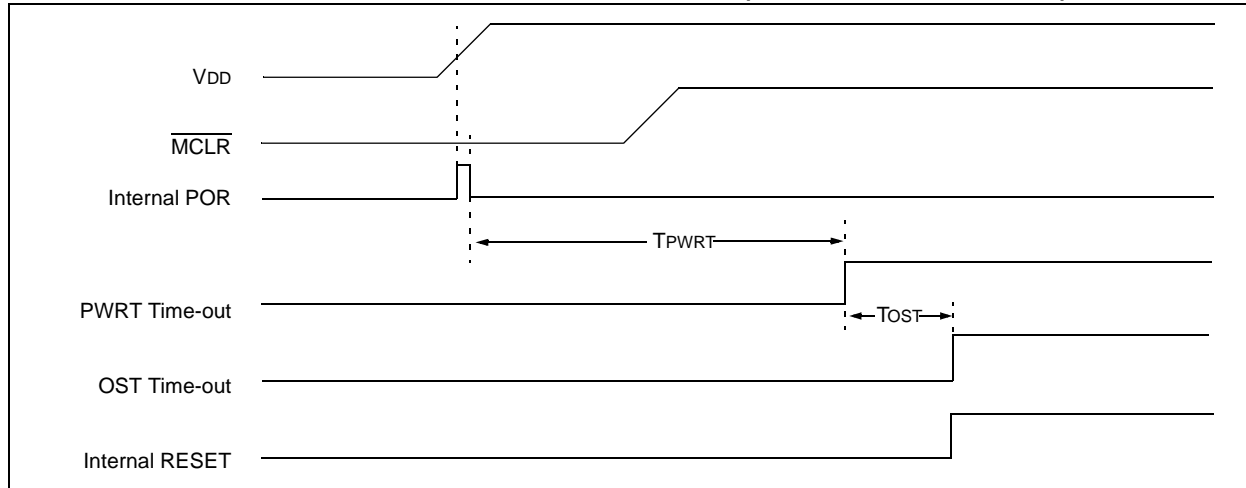 VDD
MCLR
Internal POR
TPWRT
PWRT Time-out
TOST
OST Time-out
Internal RESET